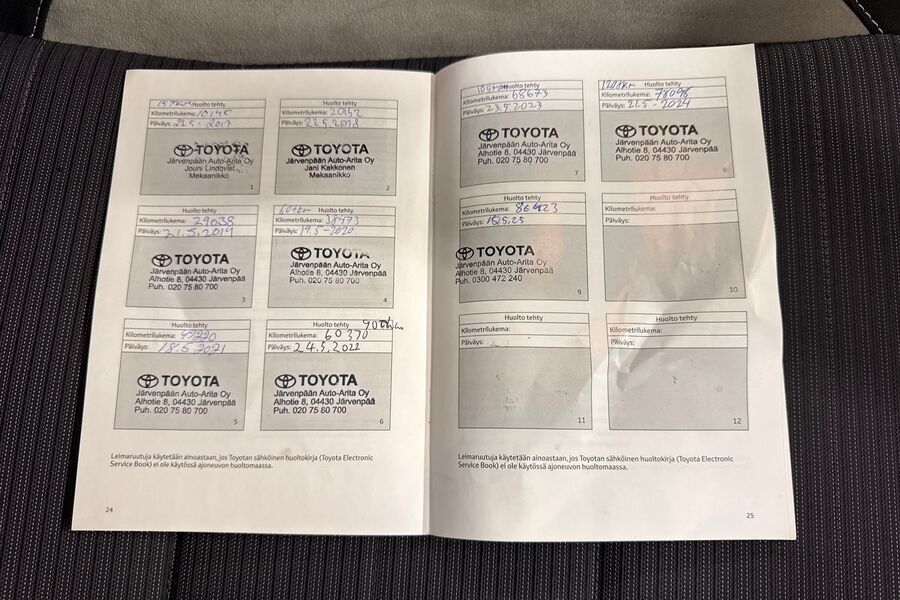 Huolto tehty
Kilometrilukema: 10145
Päiväys: 22.5-2017
TOYOTA
Järvenpään Auto-Arita Oy
Jouni Lindqvist
Mekaanikko
1
Huolto tehty
Kilometrilukema: 20152
Päiväys: 22.5.2018
TOYOTA
Järvenpään Auto-Arita Oy
Jani Kakkonen
Mekaanikko
2
Huolto tehty
Kilometrilukema: 29038
Päiväys: 21.5.2019
TOYOTA
Järvenpään Auto-Arita Oy
Alhotie 8, 04430 Järvenpää
Puh. 020 75 80 700
3
Huolto tehty
Kilometrilukema: 38473
Päiväys: 19.5-2020
TOYOTA
Järvenpään Auto-Arita Oy
Alhotie 8, 04430 Järvenpää
Puh. 020 75 80 700
4
Huolto tehty
Kilometrilukema:
Päiväys: 18.5.2021
TOYOTA
Järvenpään Auto-Arita Oy
Alhotie 8, 04430 Järvenpää
Puh. 020 75 80 700
5
Huolto tehty
Kilometrilukema: 60370
Päiväys: 24.5.2022
TOYOTA
Järvenpään Auto-Arita Oy
Alhotie 8, 04430 Järvenpää
Puh. 020 75 80 700
6
Leimaruutuja käytetään ainoastaan, jos Toyotan sähköinen huoltokirja (Toyota Electronic
Service Book) ei ole käytössä ajoneuvon huoltomaassa.
24
Huolto tehty
Kilometrilukema: 68673
Päiväys: 23.5.2023
TOYOTA
Järvenpään Auto-Arita Oy
Alhotie 8, 04430 Järvenpää
Puh. 020 75 80 700
7
120tkm Huolto tehty
Kilometrilukema: 78098
Päiväys: 21.5-2024
TOYOTA
Järvenpään Auto-Arita Oy
Alhotie 8, 04430 Järvenpää
Puh. 020 75 80 700
8
Huolto tehty
Kilometrilukema: 86423
Päiväys:
TOYOTA
Järvenpään Auto-Arita Oy
Alhotie 8, 04430 Järvenpää
Puh. 0300 472 240
9
Huolto tehty
Kilometrilukema:
Päiväys:
10
Huolto tehty
Kilometrilukema:
Päiväys:
11
Huolto tehty
Kilometrilukema:
Päiväys:
12
Leimaruutuja käytetään ainoastaan, jos Toyotan sähköinen huoltokirja (Toyota Electronic
Service Book) ei ole käytössä ajoneuvon huoltomaassa.
25